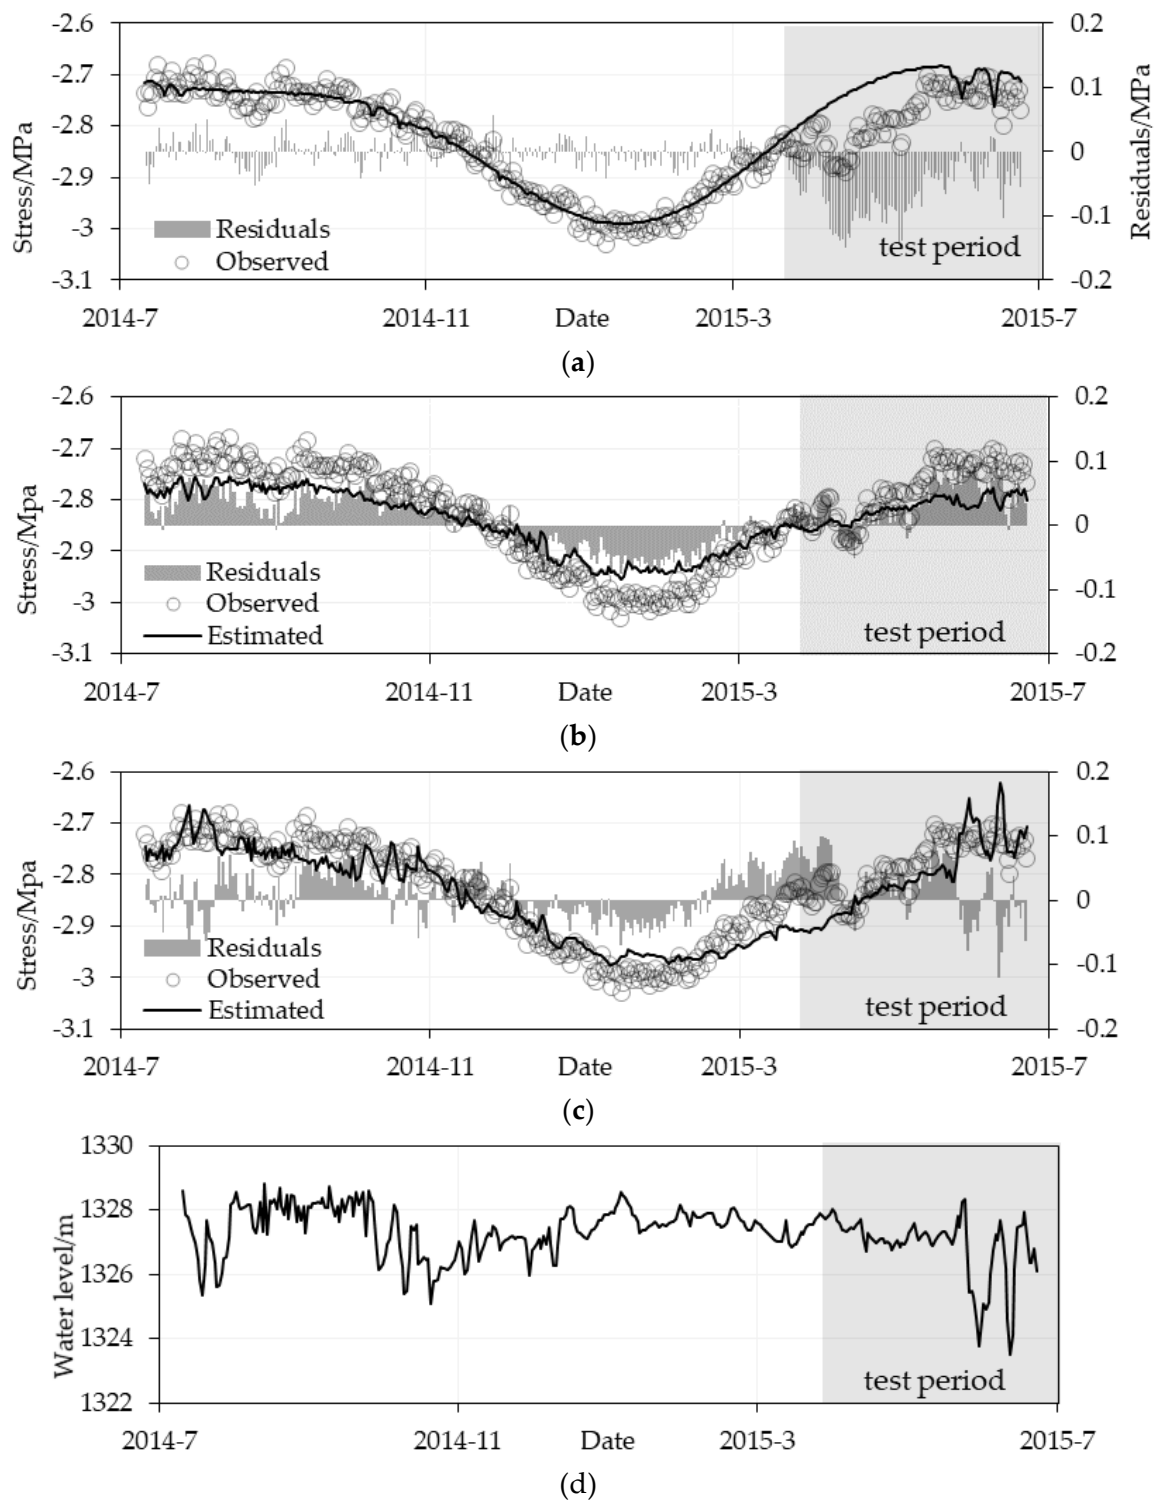 -2.6
-2.7
-2.8
-2.9
-3
-3.1
Stress/MPa
0.2
0.1
0
-0.1
-0.2
Residuals/MPa
Residuals
Observed
test period
2014-7 2014-11 Date 2015-3 2015-7
(a)
-2.6
-2.7
-2.8
-2.9
-3
-3.1
Stress/Mpa
0.2
0.1
0
-0.1
-0.2
Residuals
Observed
Estimated
test period
2014-7 2014-11 Date 2015-3 2015-7
(b)
-2.6
-2.7
-2.8
-2.9
-3
-3.1
Stress/Mpa
0.2
0.1
0
-0.1
-0.2
Residuals
Observed
Estimated
test period
2014-7 2014-11 Date 2015-3 2015-7
(c)
1330
1328
1326
1324
1322
Water level/m
test period
2014-7 2014-11 Date 2015-3 2015-7
(d)